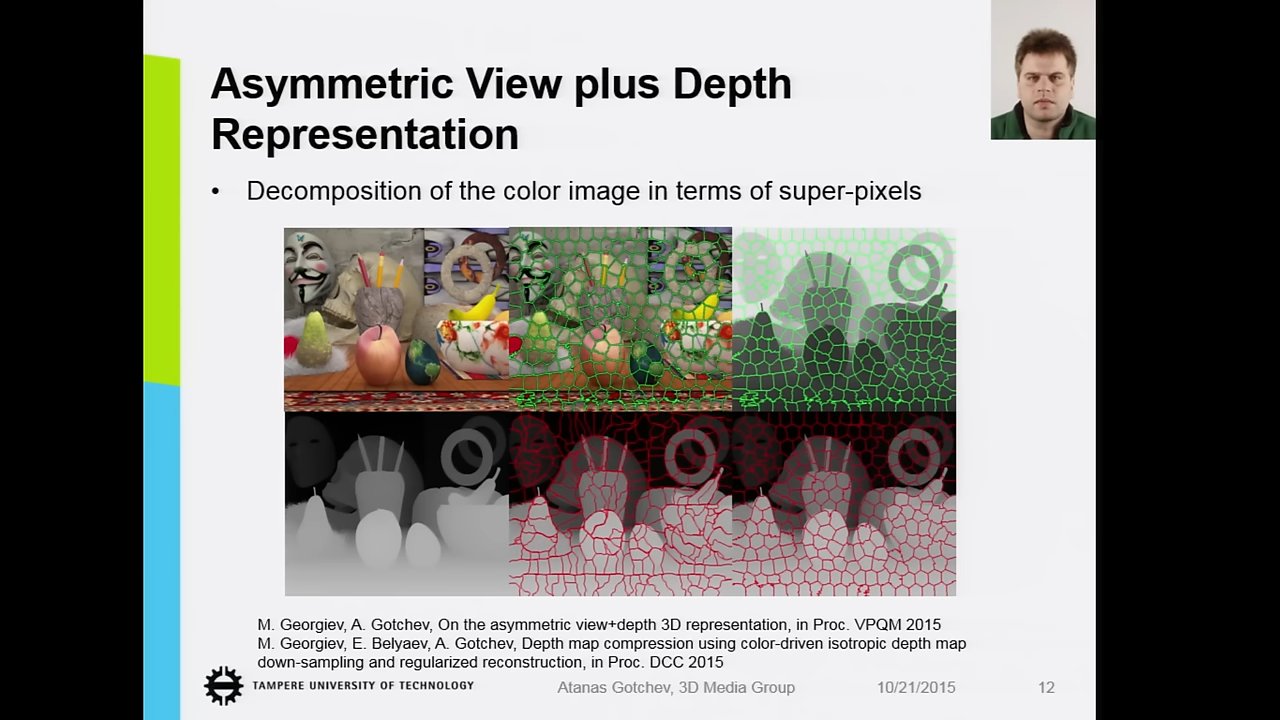 Asymmetric View plus Depth
Representation
• Decomposition of the color image in terms of super-pixels
M. Georgiev, A. Gotchev, On the asymmetric view+depth 3D representation, in Proc. VPQM 2015
M. Georgiev, E. Belyaev, A. Gotchev, Depth map compression using color-driven isotropic depth map
down-sampling and regularized reconstruction, in Proc. DCC 2015
TAMPERE UNIVERSITY OF TECHNOLOGY
Atanas Gotchev, 3D Media Group
10/21/2015
12